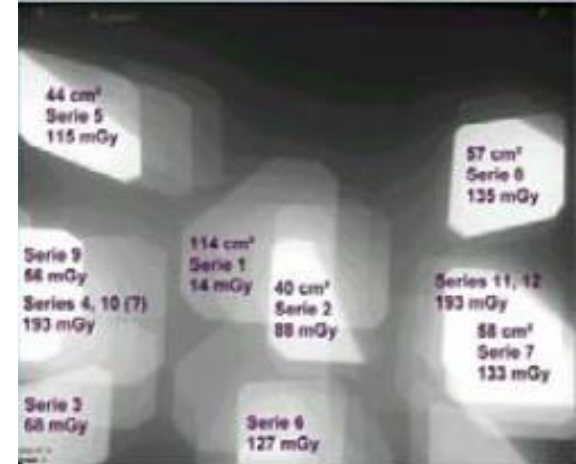 44 cm²
Serie 5
115 mGy
57 cm²
Serie 8
135 mGy
114 cm²
Serie 1
14 mGy
40 cm²
Serie 2
88 mGy
Serie 9
56 mGy
Series 4, 10 (7)
193 mGy
Series 11, 12
193 mGy
58 cm²
Serie 7
133 mGy
Serie 3
68 mGy
Serie 6
127 mGy